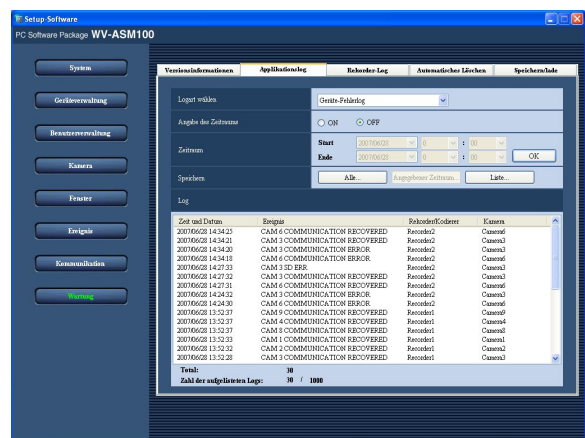 Setup-Software
PC Software Package WV-ASM100
System
Geräteverwaltung
Benutzerverwaltung
Kamera
Fenster
Ereignis
Kommunikation
Wartung
Versionsinformationen Applikationslog Rekorder-Log Automatisches Löschen Speichern/lade
Logart wählen Geräte-Fehlerlog
Angabe des Zeitraums ON OFF
Zeitraum
Start 2007/06/28 0 : 00
Ende 2007/06/28 0 : 00 OK
Speichern Alle... Angegebener Zeitraum... Liste...
Log
Zeit und Datum Ereignis Rekorder/Kodierer Kamera
2007/06/28 14:34:25 CAM 6 COMMUNICATION RECOVERED Recorder2 Camera6
2007/06/28 14:34:21 CAM 3 COMMUNICATION RECOVERED Recorder2 Camera3
2007/06/28 14:34:20 CAM 3 COMMUNICATION ERROR Recorder2 Camera3
2007/06/28 14:34:18 CAM 6 COMMUNICATION ERROR Recorder2 Camera6
2007/06/28 14:27:33 CAM 3 SD ERR Recorder2 Camera3
2007/06/28 14:27:32 CAM 3 COMMUNICATION RECOVERED Recorder2 Camera3
2007/06/28 14:27:31 CAM 6 COMMUNICATION RECOVERED Recorder2 Camera6
2007/06/28 14:24:32 CAM 3 COMMUNICATION ERROR Recorder2 Camera3
2007/06/28 14:24:30 CAM 6 COMMUNICATION ERROR Recorder2 Camera6
2007/06/28 13:52:37 CAM 9 COMMUNICATION RECOVERED Recorder1 Camera9
2007/06/28 13:52:37 CAM 4 COMMUNICATION RECOVERED Recorder1 Camera4
2007/06/28 13:52:37 CAM 8 COMMUNICATION RECOVERED Recorder1 Camera8
2007/06/28 13:52:33 CAM 1 COMMUNICATION RECOVERED Recorder1 Camera1
2007/06/28 13:52:32 CAM 2 COMMUNICATION RECOVERED Recorder1 Camera2
2007/06/28 13:52:28 CAM 3 COMMUNICATION RECOVERED Recorder1 Camera3
Total: 30
Zahl der aufgelisteten Logs: 30 / 1000